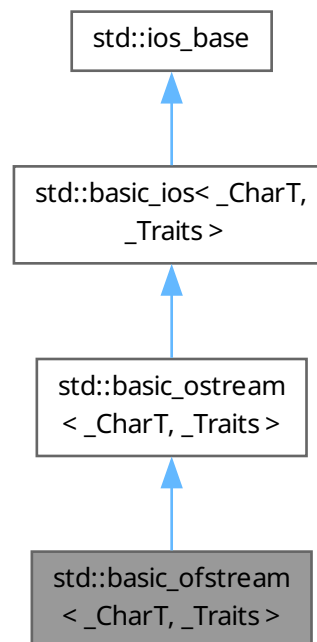 std::ios_base
std::basic_ios< _CharT,
_Traits >
std::basic_ostream
< _CharT, _Traits >
std::basic_ofstream
< _CharT, _Traits >